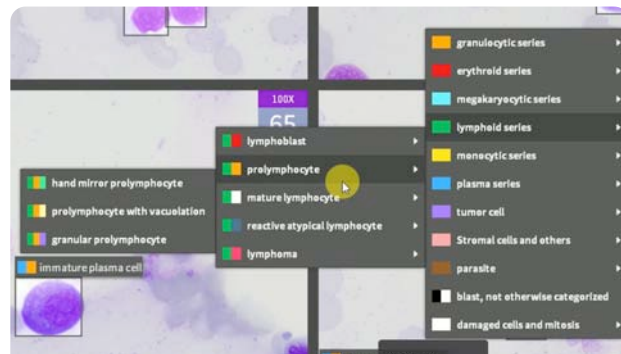 100X
65
granulocytic series
erythroid series
megakaryocytic series
lymphoid series
monocytic series
plasma series
tumor cell
Stromal cells and others
parasite
blast, not otherwise categorized
damaged cells and mitosis
lymphoblast
prolymphocyte
mature lymphocyte
reactive atypical lymphocyte
lymphoma
hand mirror prolymphocyte
prolymphocyte with vacuolation
granular prolymphocyte
immature plasma cell